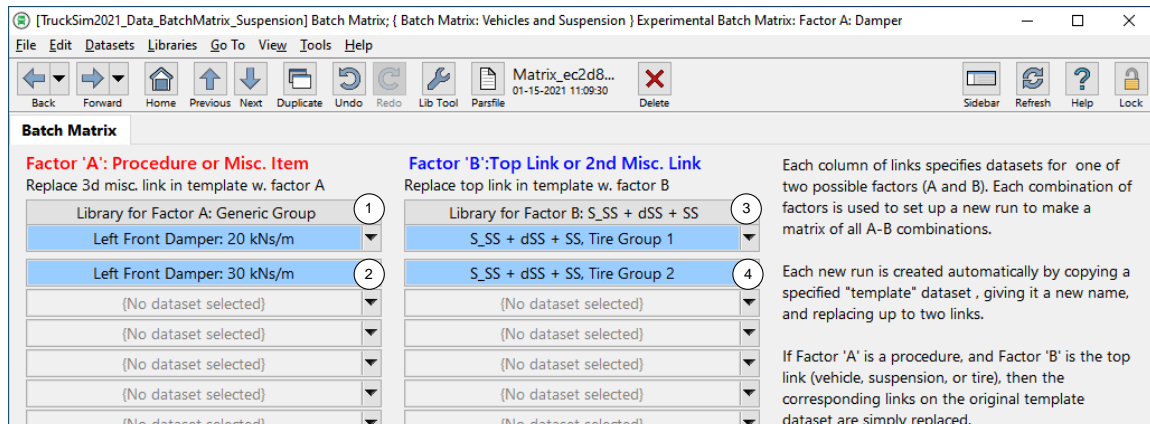 [TruckSim2021_Data_BatchMatrix_Suspension] Batch Matrix; { Batch Matrix: Vehicles and Suspension } Experimental Batch Matrix: Factor A: Damper
File Edit Datasets Libraries Go To View Tools Help
Matrix_ec2d8...
01-15-2021 11:09:30
Back Forward Home Previous Next Duplicate Undo Redo Lib Tool Parsfile Delete Sidebar Refresh Help Lock
Batch Matrix
Factor 'A': Procedure or Misc. Item
Replace 3d misc. link in template w. factor A
Library for Factor A: Generic Group
1
Left Front Damper: 20 kNs/m
Left Front Damper: 30 kNs/m
2
{No dataset selected}
{No dataset selected}
{No dataset selected}
{No dataset selected}
{No dataset selected}
Factor 'B':Top Link or 2nd Misc. Link
Replace top link in template w. factor B
Library for Factor B: S_SS + dSS + SS
3
S_SS + dSS + SS, Tire Group 1
S_SS + dSS + SS, Tire Group 2
4
{No dataset selected}
{No dataset selected}
{No dataset selected}
{No dataset selected}
{No dataset selected}
Each column of links specifies datasets for one of
two possible factors (A and B). Each combination of
factors is used to set up a new run to make a
matrix of all A-B combinations.
Each new run is created automatically by copying a
specified "template" dataset , giving it a new name,
and replacing up to two links.
If Factor 'A' is a procedure, and Factor 'B' is the top
link (vehicle, suspension, or tire), then the
corresponding links on the original template
dataset are simply replaced.